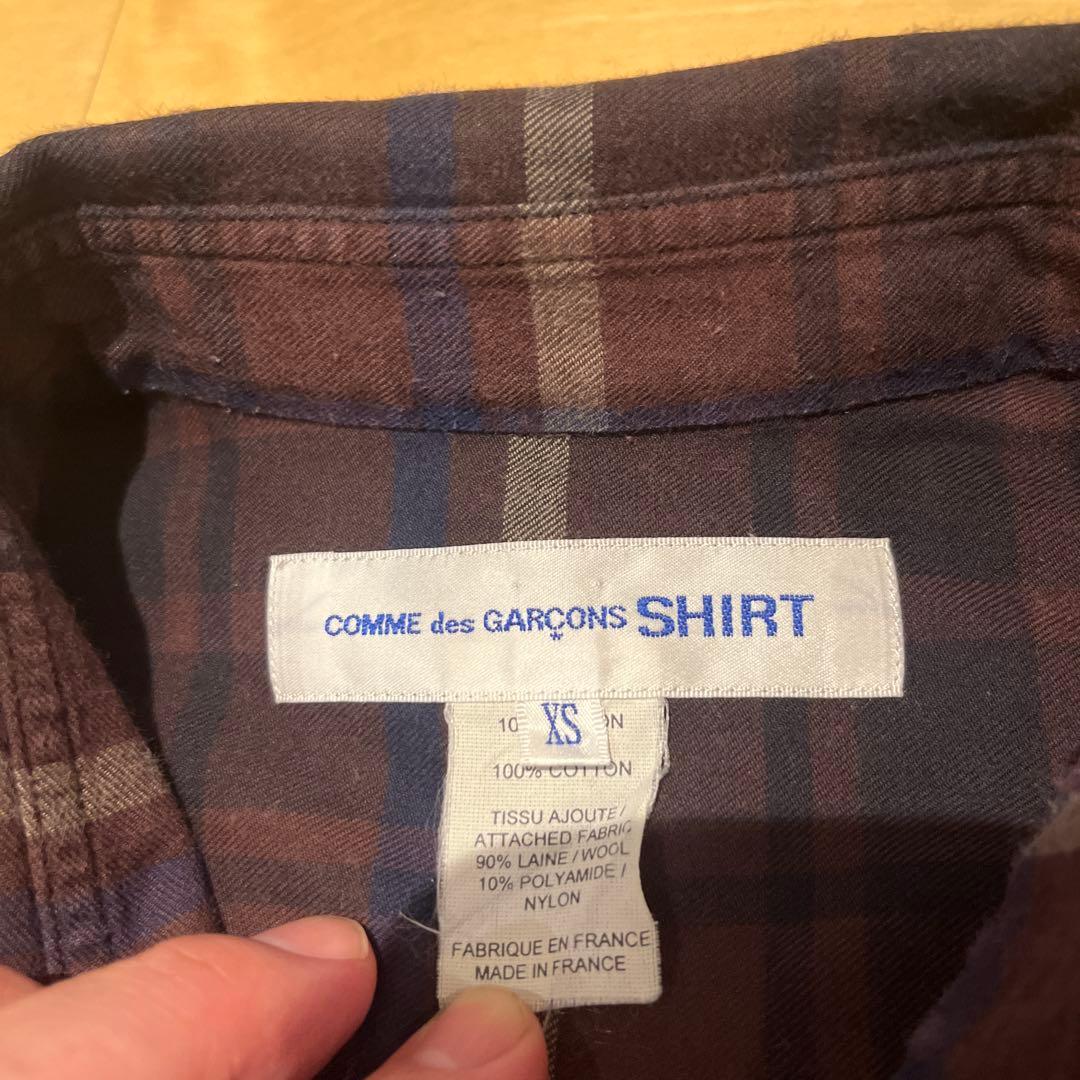 COMME des GARÇONS SHIRT
XS
100% COTTON
TISSU AJOUTE /
ATTACHED FABRIC
90% LAINE / WOOL
10% POLYAMIDE /
NYLON
FABRIQUE EN FRANCE
MADE IN FRANCE